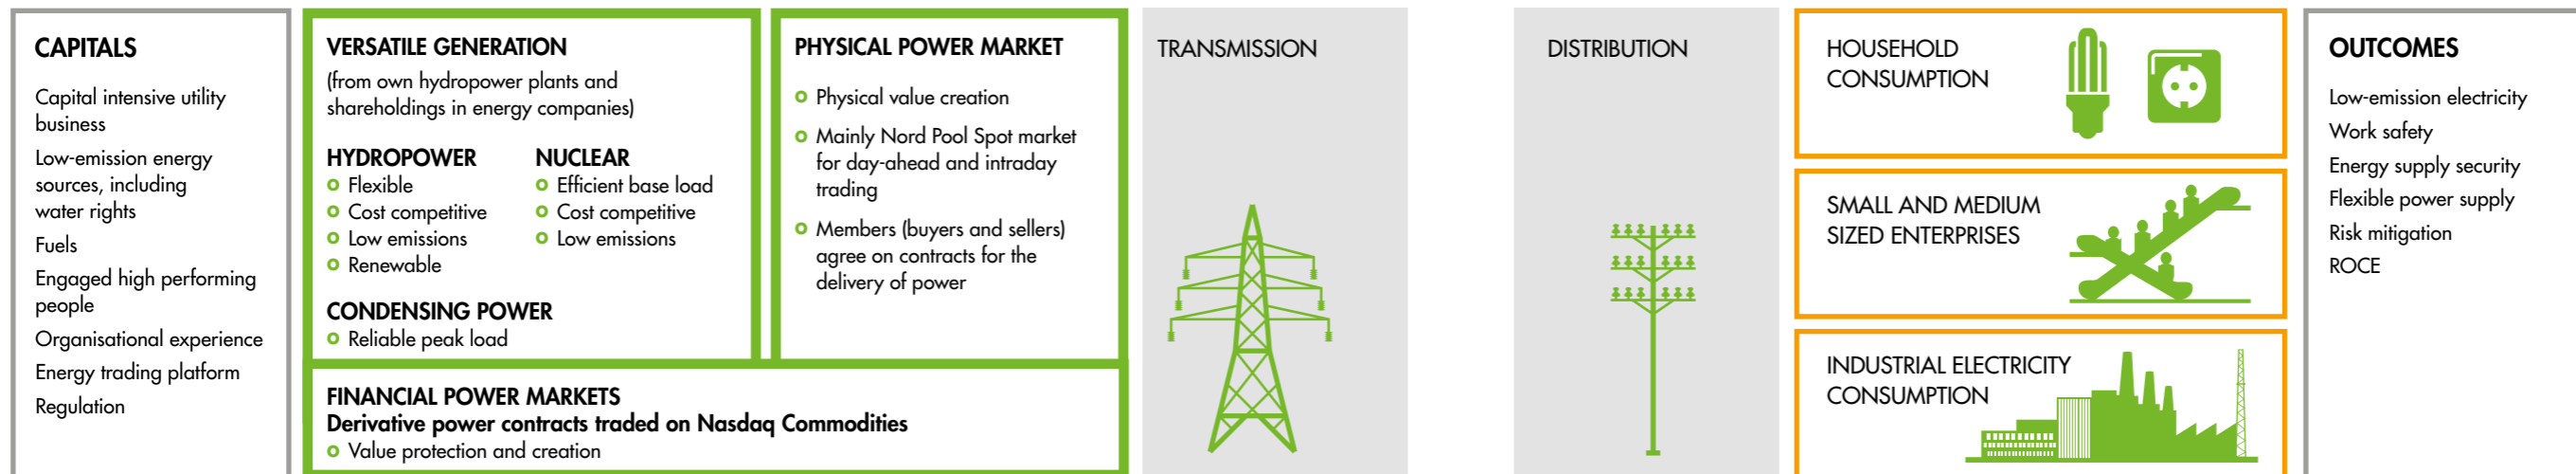 CAPITALS
Capital intensive utility
business
Low-emission energy
sources, including
water rights
Fuels
Engaged high performing
people
Organisational experience
Energy trading platform
Regulation
VERSATILE GENERATION
(from own hydropower plants and
shareholdings in energy companies)
HYDROPOWER
Flexible
Cost competitive
Low emissions
Renewable
NUCLEAR
Efficient base load
Cost competitive
Low emissions
CONDENSING POWER
Reliable peak load
PHYSICAL POWER MARKET
Physical value creation
Mainly Nord Pool Spot market
for day-ahead and intraday
trading
Members (buyers and sellers)
agree on contracts for the
delivery of power
FINANCIAL POWER MARKETS
Derivative power contracts traded on Nasdaq Commodities
Value protection and creation
TRANSMISSION
DISTRIBUTION
HOUSEHOLD
CONSUMPTION
SMALL AND MEDIUM
SIZED ENTERPRISES
INDUSTRIAL ELECTRICITY
CONSUMPTION
OUTCOMES
Low-emission electricity
Work safety
Energy supply security
Flexible power supply
Risk mitigation
ROCE